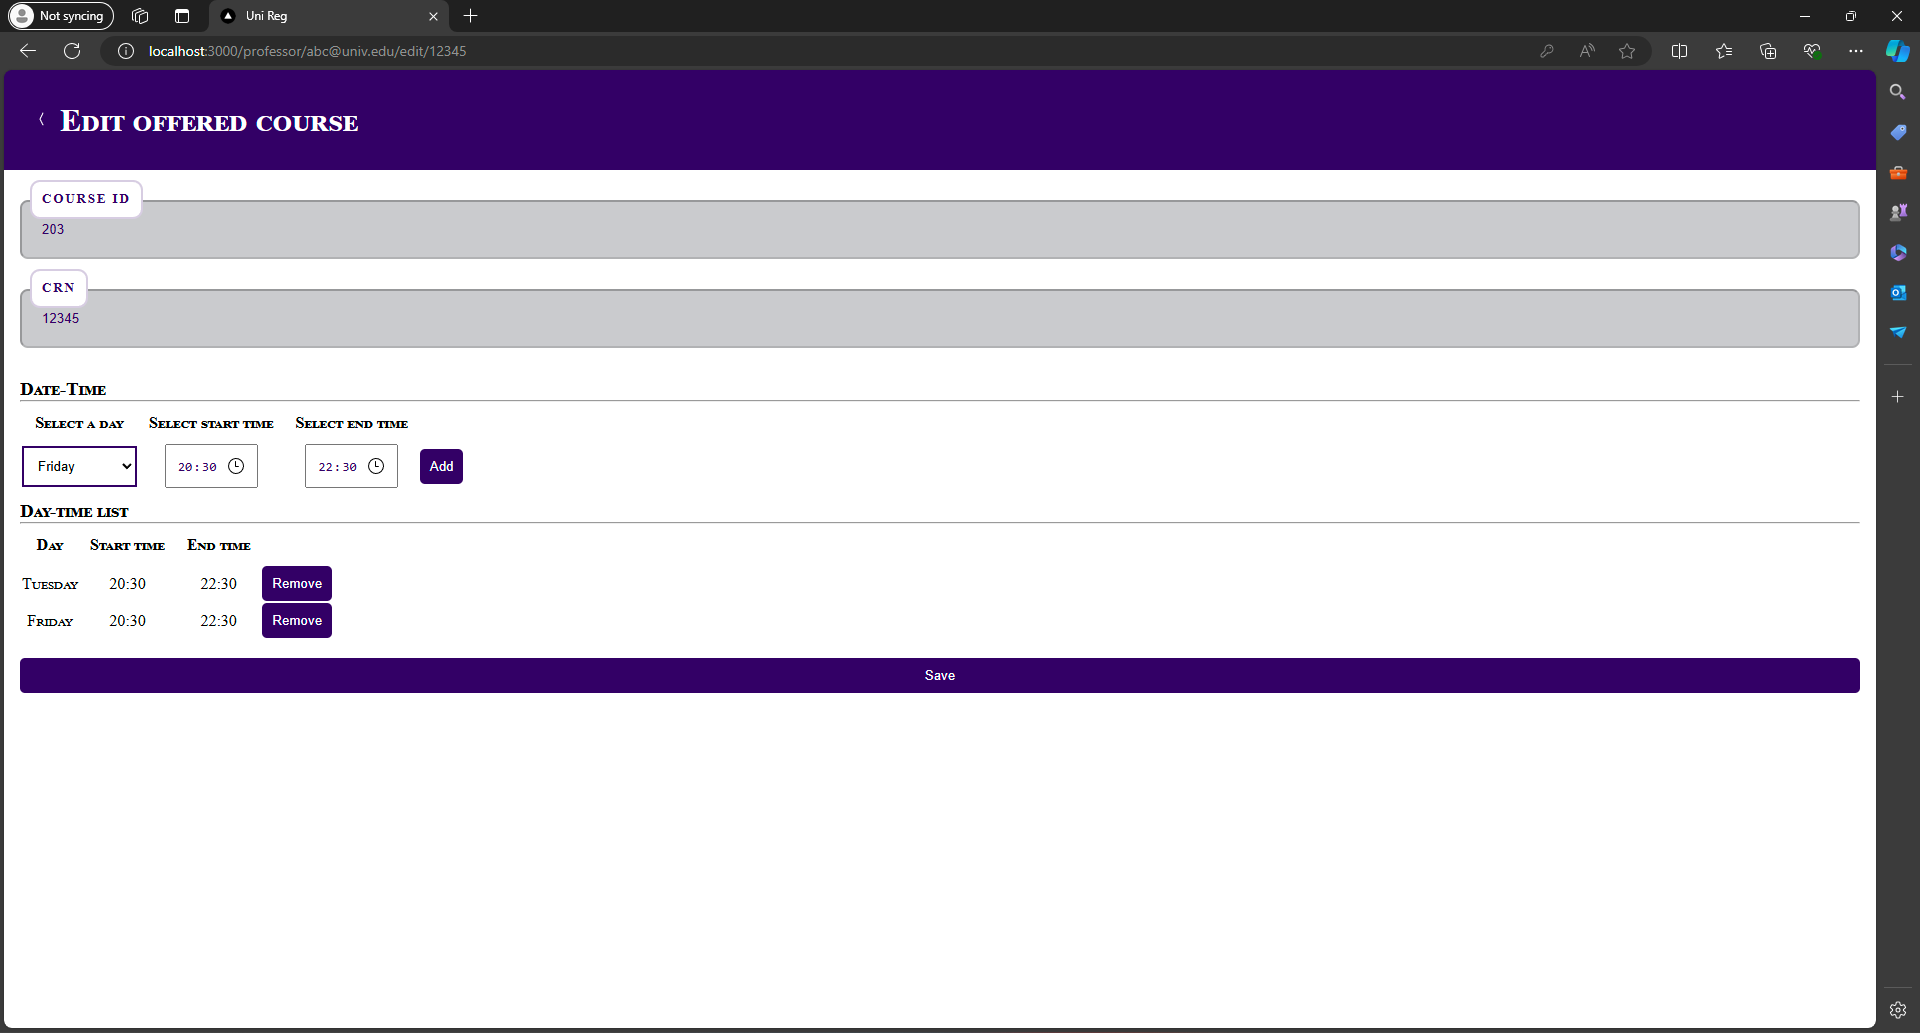 Not syncing
Uni Reg
localhost:3000/professor/abc@univ.edu/edit/12345
Edit offered course
COURSE ID
203
CRN
12345
Date-Time
Select a day Select start time Select end time
Friday 20:30 22:30 Add
Day-time list
Day Start time End time
Tuesday 20:30 22:30 Remove
Friday 20:30 22:30 Remove
Save